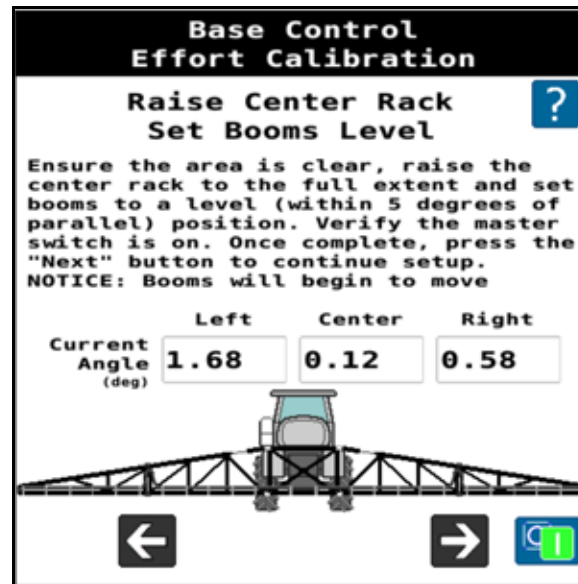 Base Control
Effort Calibration
Raise Center Rack
Set Booms Level
?
Ensure the area is clear, raise the
center rack to the full extent and set
booms to a level (within 5 degrees of
parallel) position. Verify the master
switch is on. Once complete, press the
"Next" button to continue setup.
NOTICE: Booms will begin to move
Left Center Right
Current
Angle
(deg)
1.68 0.12 0.58